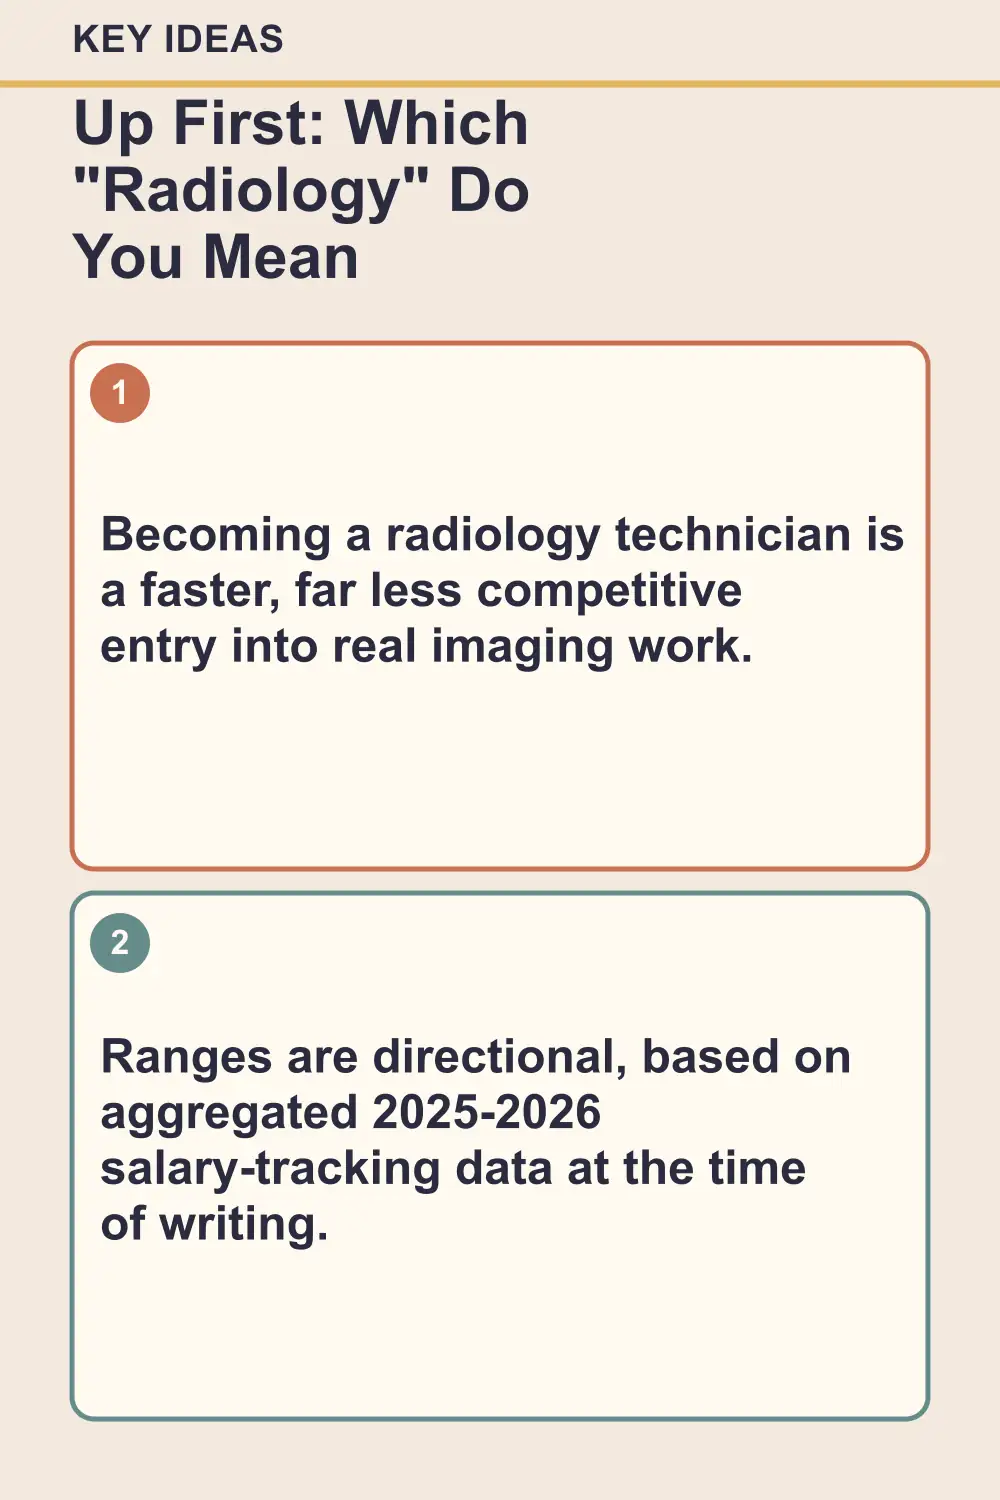 KEY IDEAS
Up First: Which
"Radiology" Do
You Mean
1
Becoming a radiology technician is
a faster, far less competitive
entry into real imaging work.
2
Ranges are directional, based on
aggregated 2025-2026
salary-tracking data at the time
of writing.